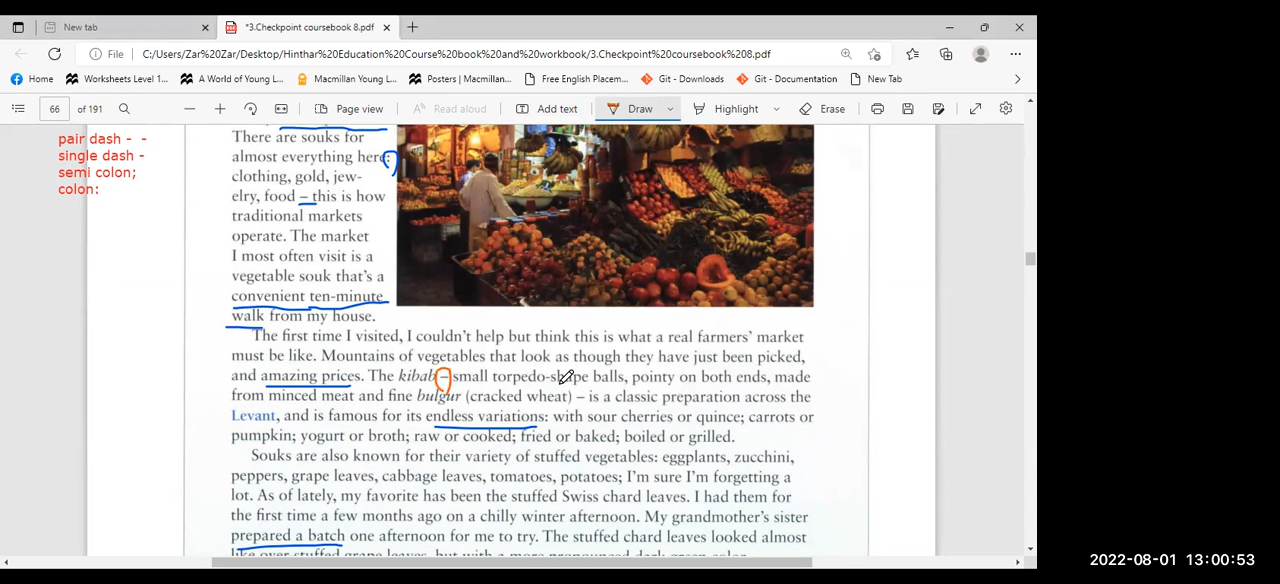 New tab
*3.Checkpoint coursebook 8.pdf
File
C:/Users/Zar%20Zar/Desktop/Hinthar%20Education%20Course%20book%20and%20workbook/3.Checkpoint%20coursebook%208.pdf
Home
Worksheets Level 1...
A World of Young L...
Macmillan Young L...
Posters | Macmillan...
Free English Placem...
Git - Downloads
Git - Documentation
New Tab
66 of 191
Page view
Read aloud
Add text
Draw
Highlight
Erase
pair dash - -
single dash -
semi colon;
colon:
There are souks for
almost everything here:
clothing, gold, jew-
elry, food – this is how
traditional markets
operate. The market
I most often visit is a
vegetable souk that's a
convenient ten-minute
walk from my house.
The first time I visited, I couldn't help but think this is what a real farmers' market
must be like. Mountains of vegetables that look as though they have just been picked,
and amazing prices. The kibab – small torpedo-shape balls, pointy on both ends, made
from minced meat and fine bulgur (cracked wheat) – is a classic preparation across the
Levant, and is famous for its endless variations: with sour cherries or quince; carrots or
pumpkin; yogurt or broth; raw or cooked; fried or baked; boiled or grilled.
Souks are also known for their variety of stuffed vegetables: eggplants, zucchini,
peppers, grape leaves, cabbage leaves, tomatoes, potatoes; I'm sure I'm forgetting a
lot. As of lately, my favorite has been the stuffed Swiss chard leaves. I had them for
the first time a few months ago on a chilly winter afternoon. My grandmother's sister
prepared a batch one afternoon for me to try. The stuffed chard leaves looked almost
like over stuffed grape leaves, but with a more pronounced dark green color.
2022-08-01 13:00:53